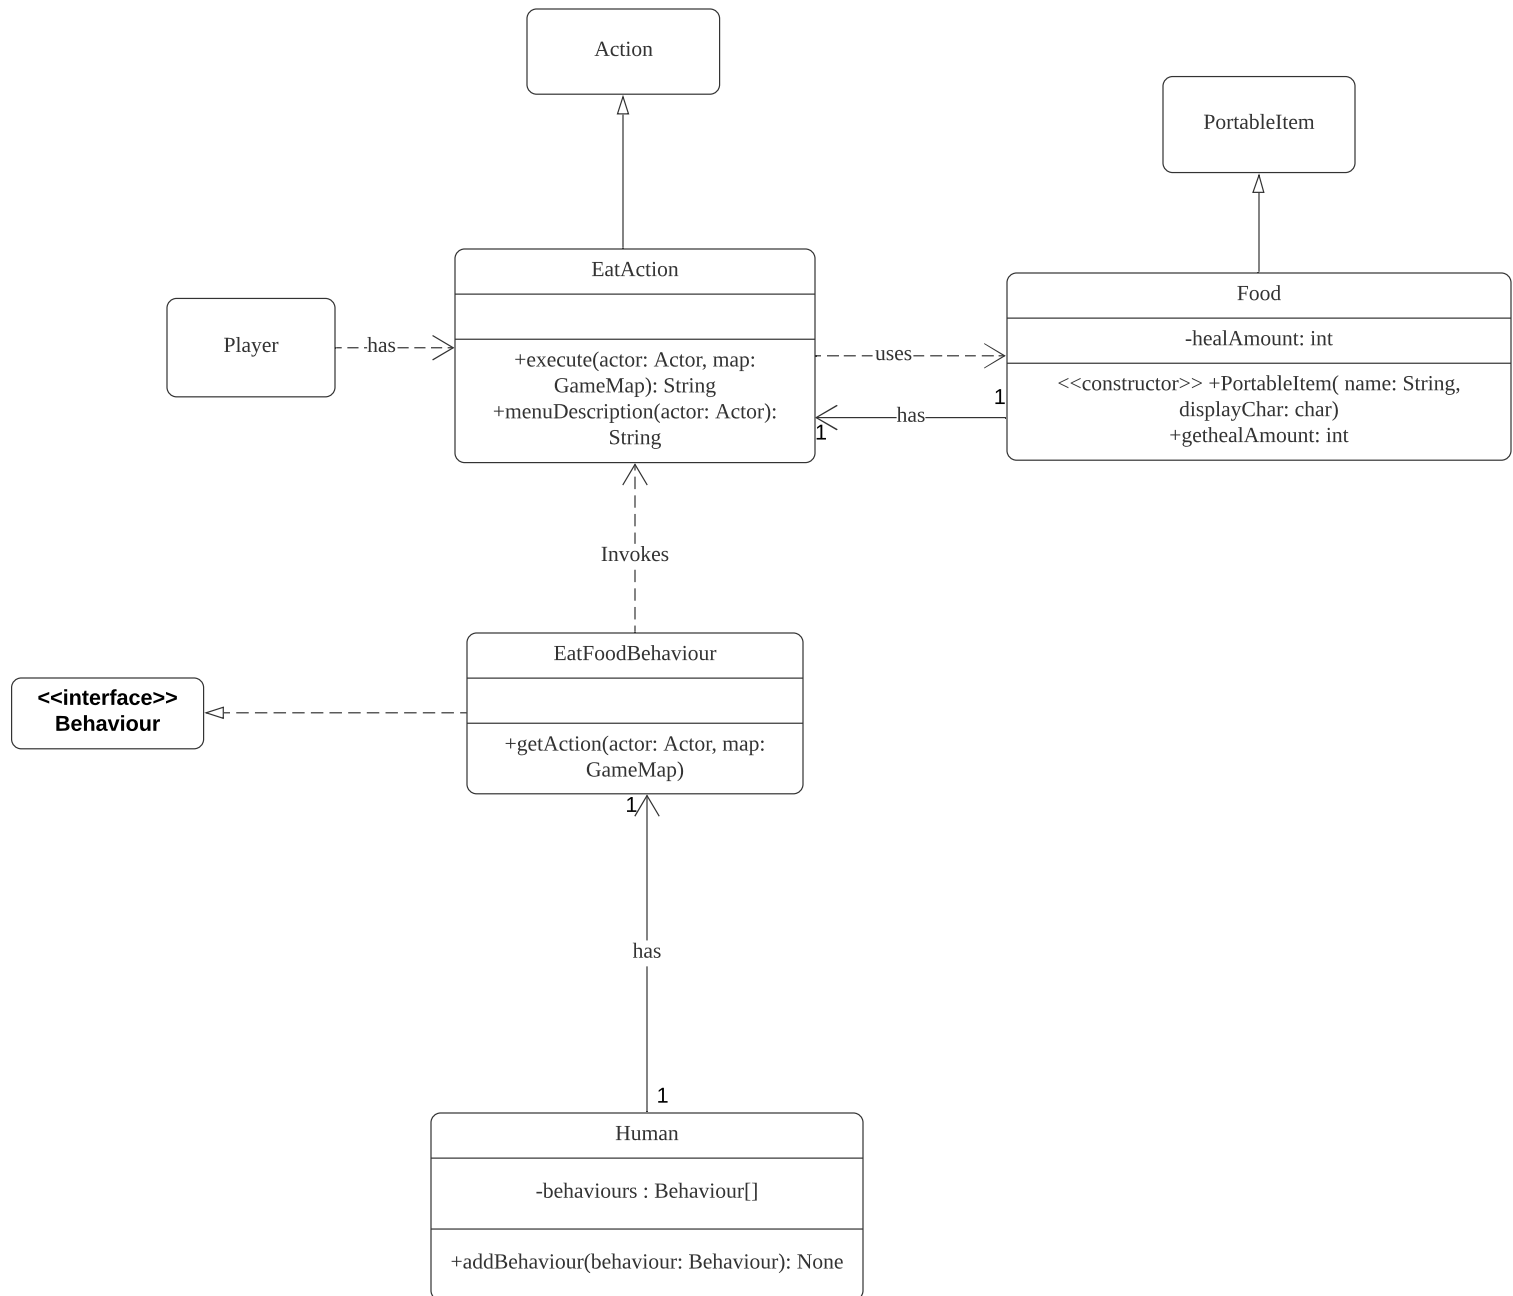 Action
PortableItem
EatAction
+execute(actor: Actor, map:
GameMap): String
+menuDescription(actor: Actor):
String
Player
has
uses
has
1
1
Food
-healAmount: int
<<constructor>> +PortableItem( name: String,
displayChar: char)
+gethealAmount: int
Invokes
EatFoodBehaviour
+getAction(actor: Actor, map:
GameMap)
<<interface>>
Behaviour
1
has
1
Human
-behaviours : Behaviour[]
+addBehaviour(behaviour: Behaviour): None